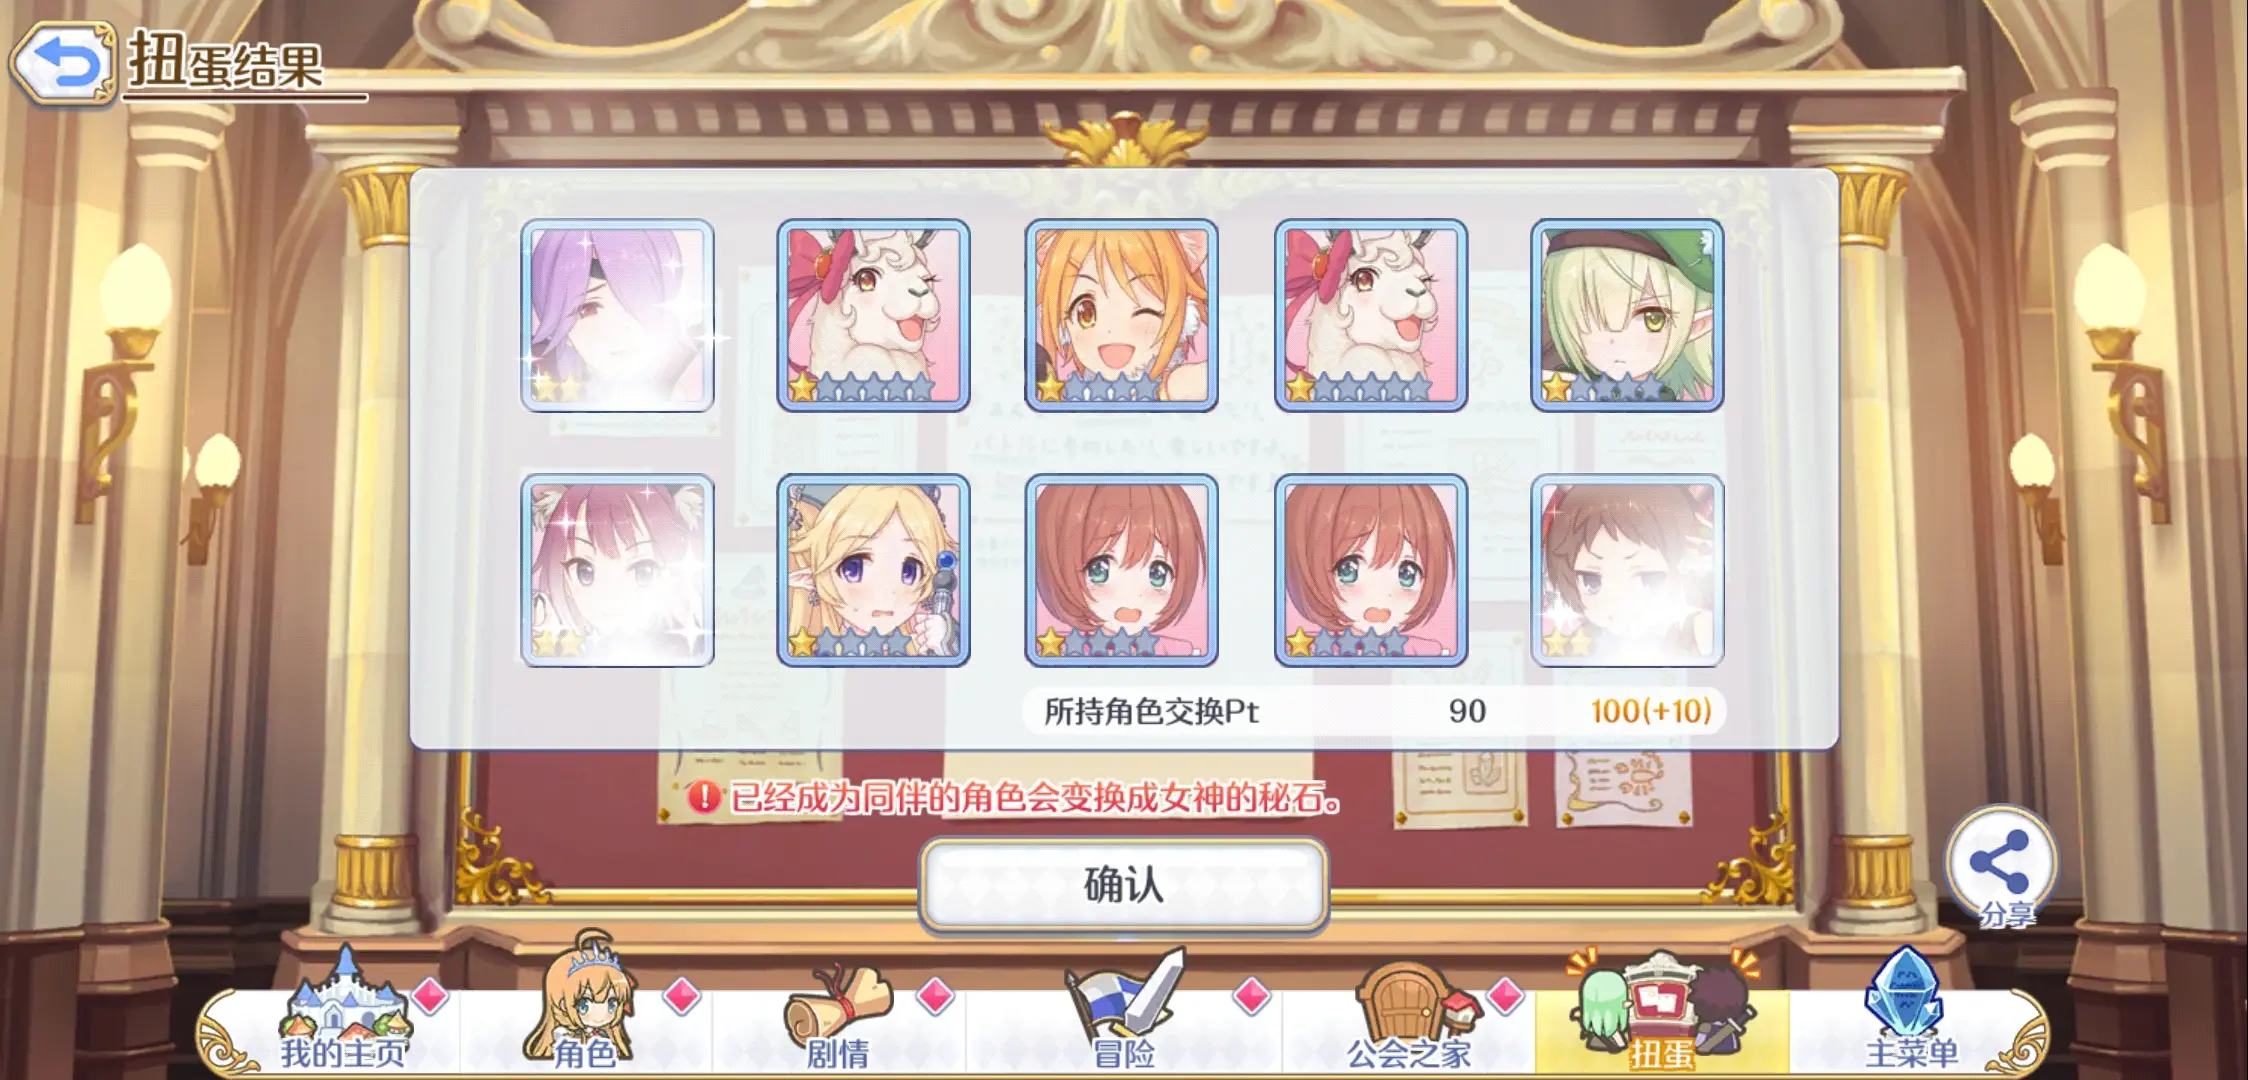 扭蛋结果
所持角色交换Pt 90 100(+10)
已经成为同伴的角色会变换成女神的秘石。
确认
分享
我的主页
角色
剧情
冒险
公会之家
扭蛋
主菜单